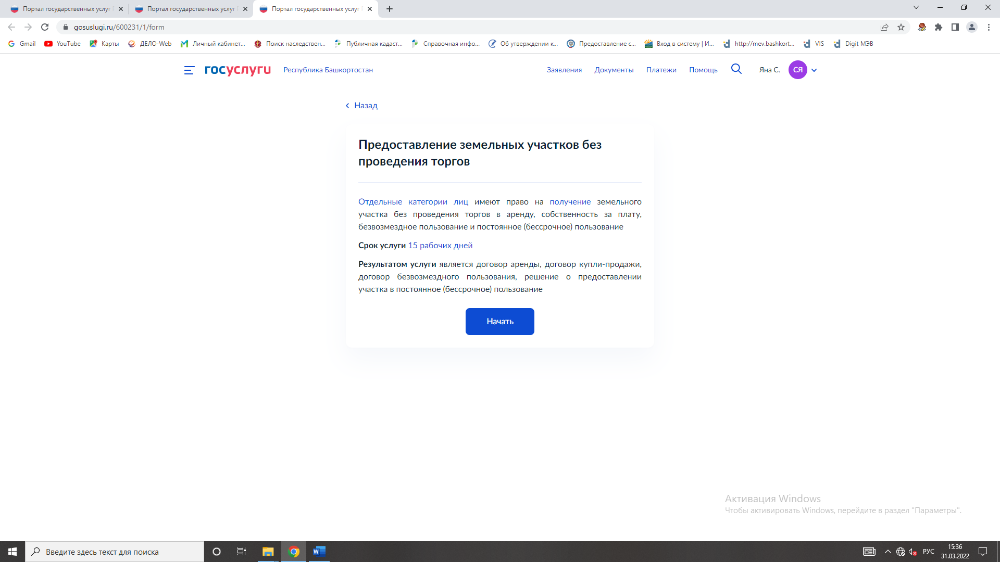 Портал государственных услуг
Портал государственных услуг
Портал государственных услуг
gosuslugi.ru/600231/1/form
Gmail
YouTube
Карты
ДЕЛО-Web
Личный кабинет...
Поиск наследствен...
Публичная кадаст...
Справочная инфо...
Об утверждении к...
Предоставление с...
Вход в систему | И...
http://mev.bashkort...
VIS
Digit МЭВ
госуслуги
Республика Башкортостан
Заявления
Документы
Платежи
Помощь
Яна С.
СЯ
Назад
Предоставление земельных участков без
проведения торгов
Отдельные категории лиц имеют право на получение земельного
участка без проведения торгов в аренду, собственность за плату,
безвозмездное пользование и постоянное (бессрочное) пользование
Срок услуги 15 рабочих дней
Результатом услуги является договор аренды, договор купли-продажи,
договор безвозмездного пользования, решение о предоставлении
участка в постоянное (бессрочное) пользование
Начать
Активация Windows
Чтобы активировать Windows, перейдите в раздел "Параметры".
Введите здесь текст для поиска
РУС
15:36
31.03.2022